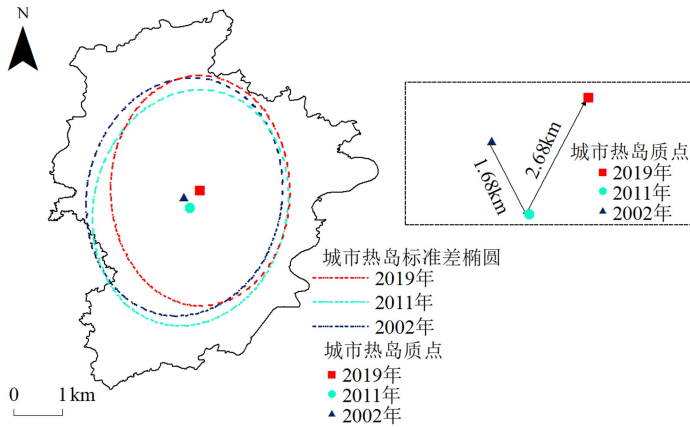 N
1.68km
2.68km
城市热岛质点
2019年
2011年
2002年
城市热岛标准差椭圆
2019年
2011年
2002年
城市热岛质点
2019年
2011年
2002年
0 1 km